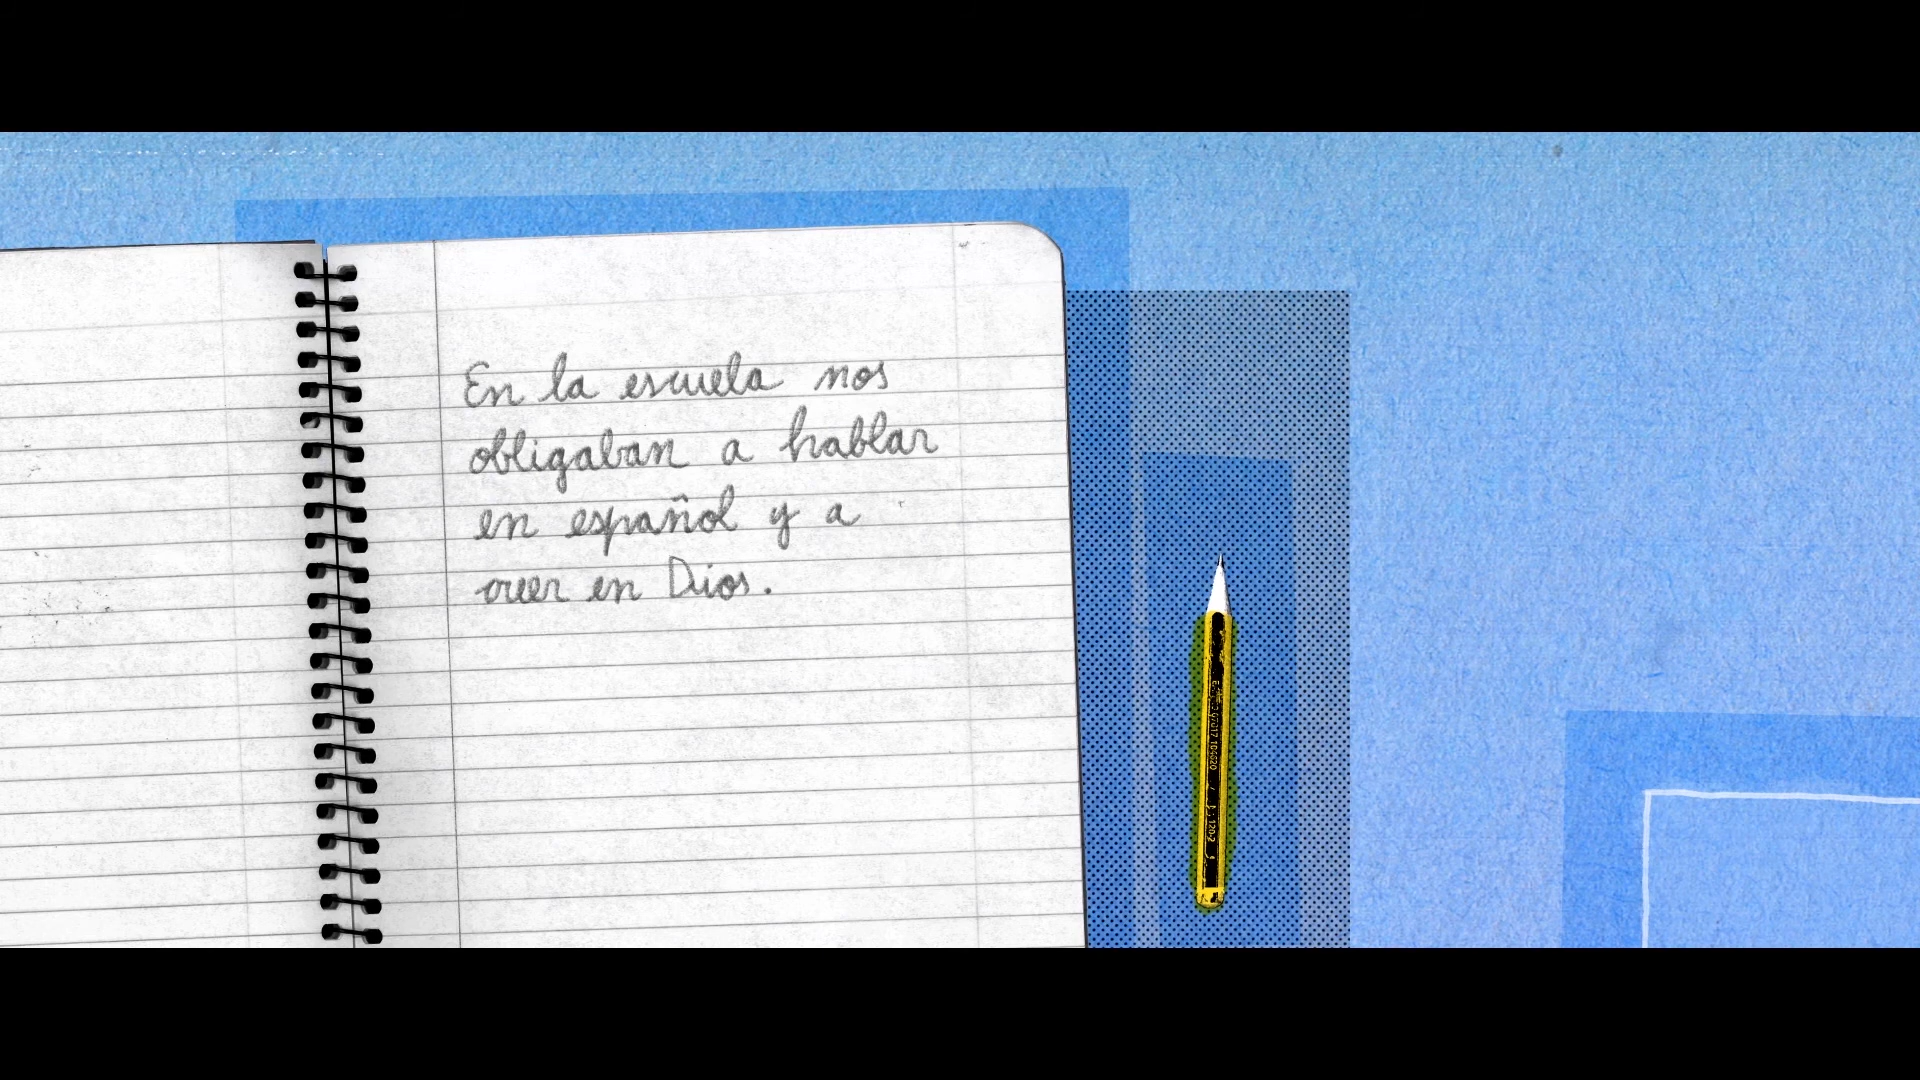 En la escuela nos
obligaban a hablar
en español y a
creer en Dios.